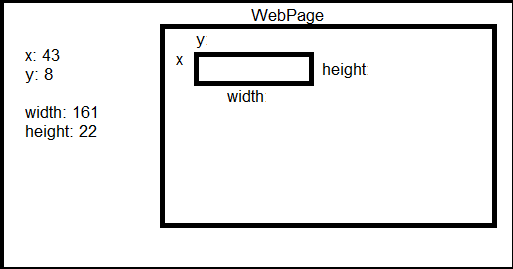 WebPage
x: 43
y: 8
width: 161
height: 22
y
x
height
width